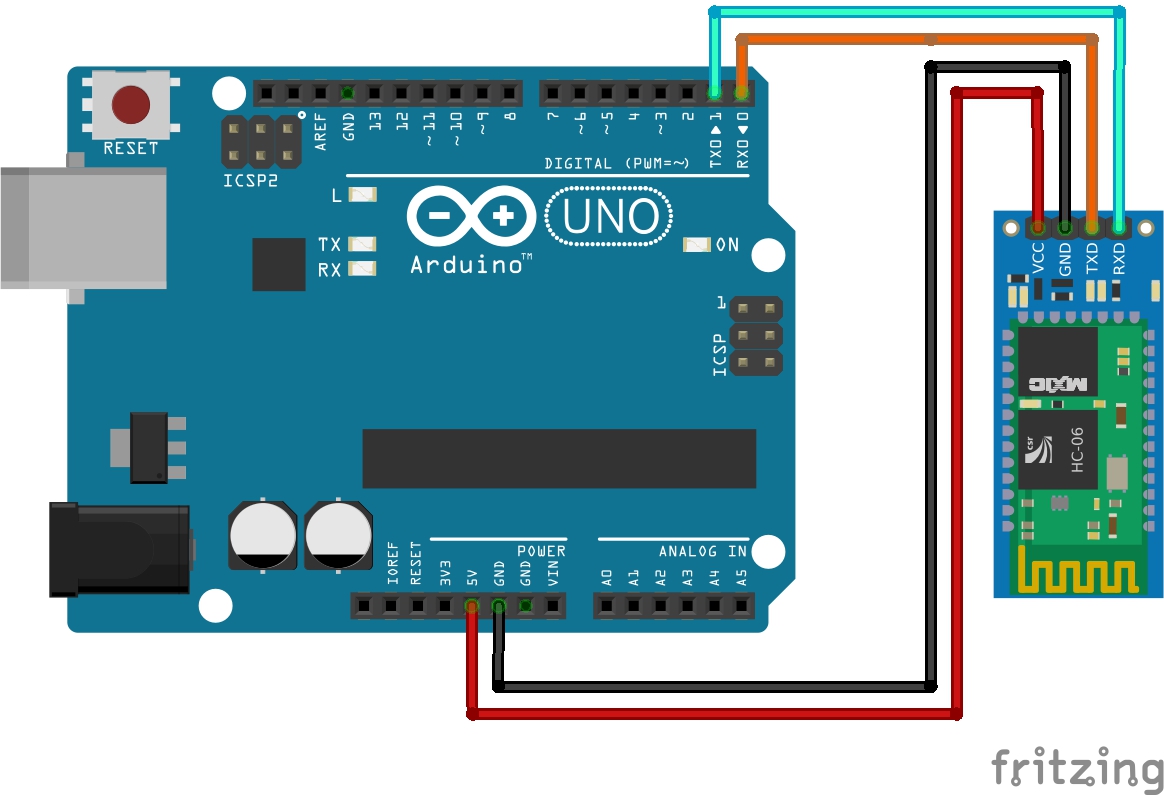 RESET
ICSP2
AREF
GND
13
12
~11
~10
~9
8
7
~6
~5
4
~3
2
TX0▶1
RX0◀0
DIGITAL (PWM=~)
L
TX
RX
UNO
ON
Arduino™
1
ICSP
VCC
GND
TXD
RXD
MXIC
csr
HC-06
POWER
ANALOG IN
IOREF
RESET
3V3
5V
GND
GND
VIN
A0
A1
A2
A3
A4
A5
fritzing